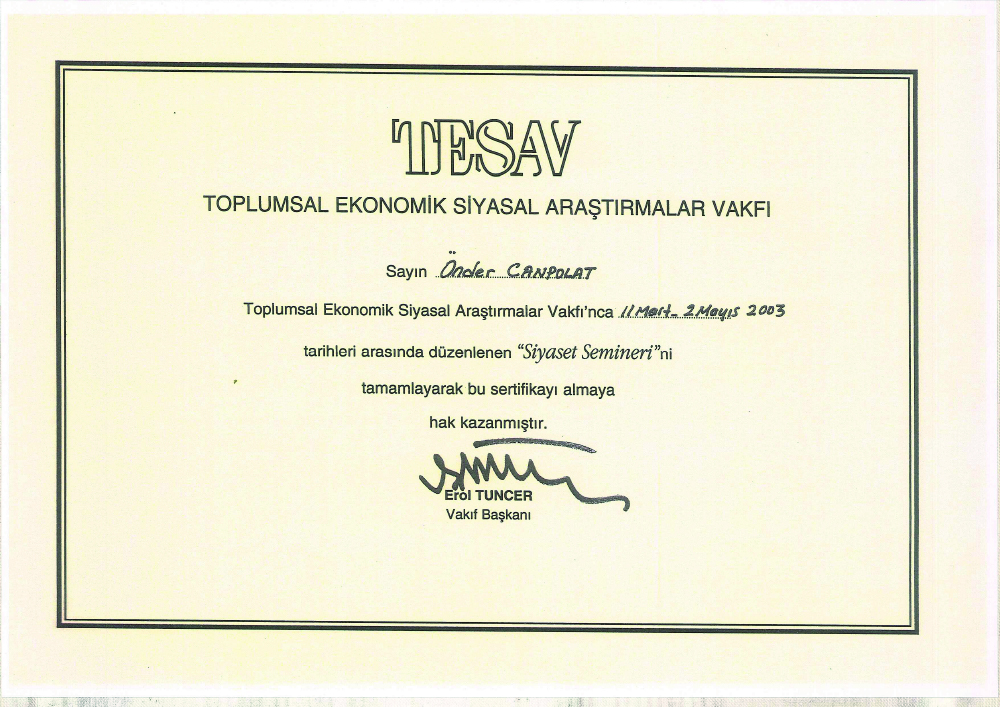 TESAV
TOPLUMSAL EKONOMİK SİYASAL ARAŞTIRMALAR VAKFI
Sayın Önder CANPOLAT
Toplumsal Ekonomik Siyasal Araştırmalar Vakfı'nca 11 Mart - 2 Mayıs 2003
tarihleri arasında düzenlenen “Siyaset Semineri”ni
tamamlayarak bu sertifikayı almaya
hak kazanmıştır.
Erol TUNCER
Vakıf Başkanı